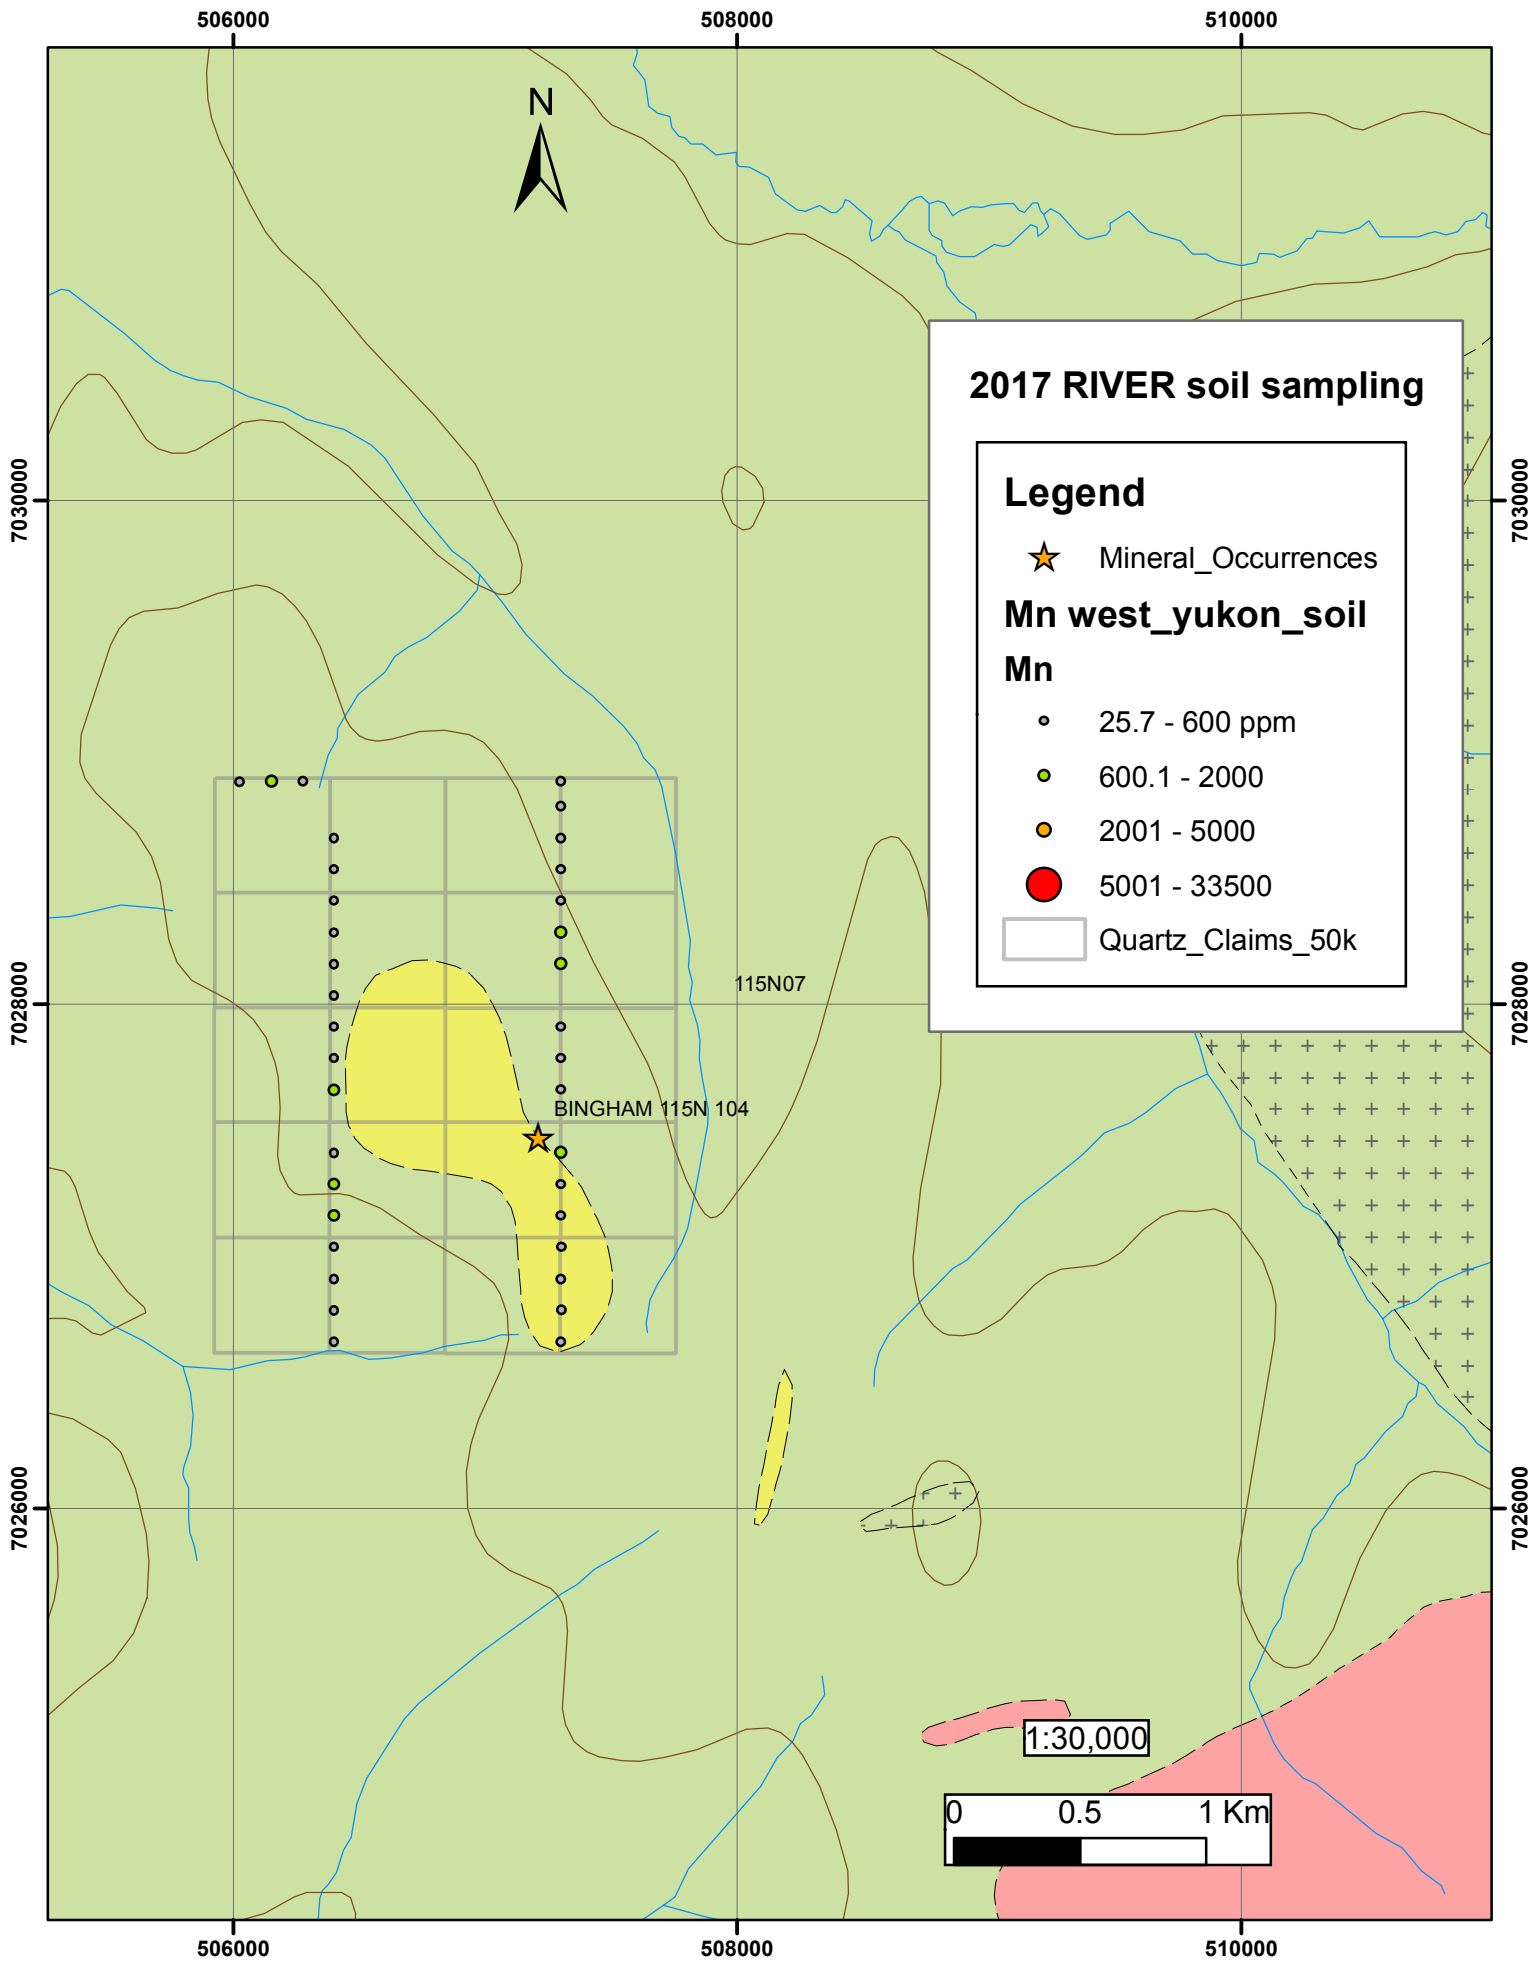 506000
508000
510000
N
2017 RIVER soil sampling
Legend
Mineral_Occurrences
Mn west_yukon_soil
Mn
25.7 - 600 ppm
600.1 - 2000
2001 - 5000
5001 - 33500
Quartz_Claims_50k
7030000
7030000
115N07
7028000
7028000
BINGHAM 115N 104
7026000
7026000
1:30,000
0 0.5 1 Km
506000
508000
510000